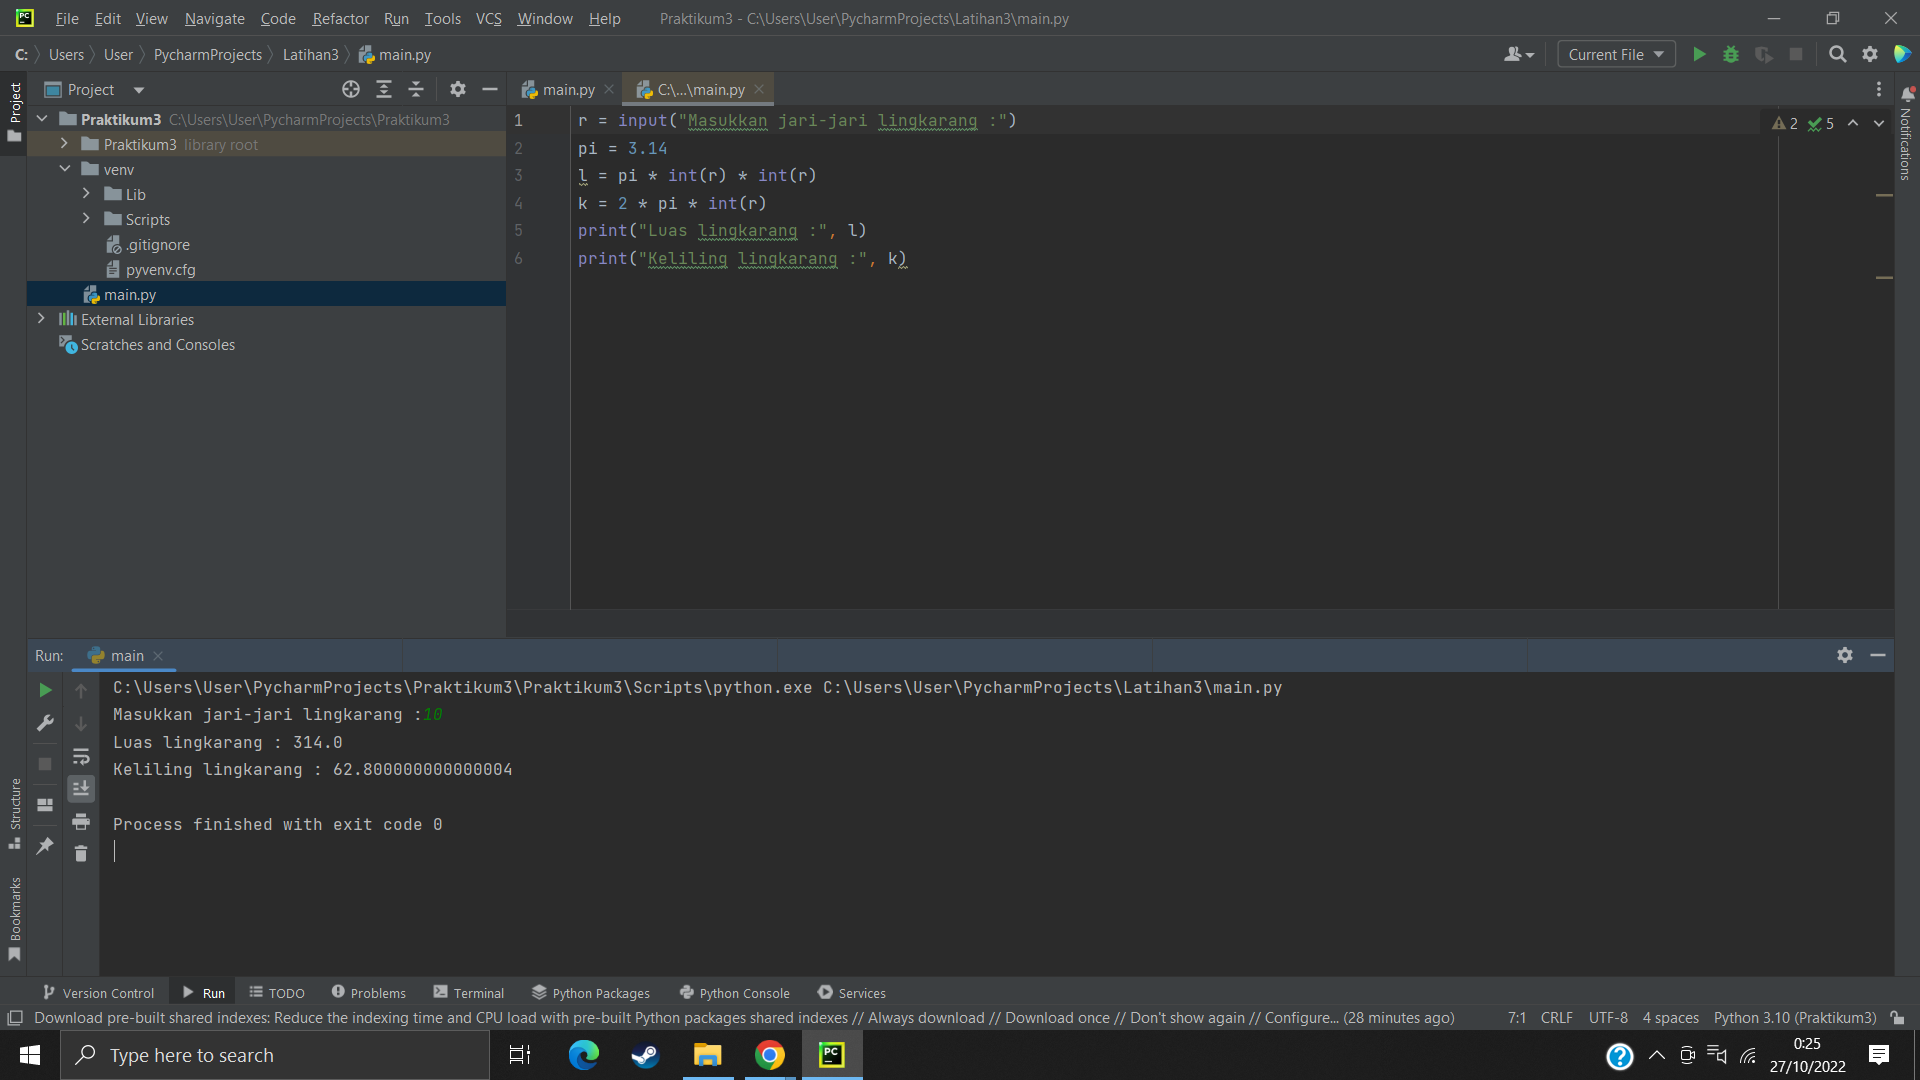 File Edit View Navigate Code Refactor Run Tools VCS Window Help Praktikum3 - C:\Users\User\PycharmProjects\Latihan3\main.py
C: Users User PycharmProjects Latihan3 main.py Current File
Project
Project
main.py C:\...\main.py
Notifications
Praktikum3 C:\Users\User\PycharmProjects\Praktikum3
Praktikum3 library root
venv
Lib
Scripts
.gitignore
pyvenv.cfg
main.py
External Libraries
Scratches and Consoles
1 r = input("Masukkan jari-jari lingkarang :")
2 pi = 3.14
3 l = pi * int(r) * int(r)
4 k = 2 * pi * int(r)
5 print("Luas lingkarang :", l)
6 print("Keliling lingkarang :", k)
2 5
Run: main
C:\Users\User\PycharmProjects\Praktikum3\Praktikum3\Scripts\python.exe C:\Users\User\PycharmProjects\Latihan3\main.py
Masukkan jari-jari lingkarang :10
Luas lingkarang : 314.0
Keliling lingkarang : 62.800000000000004
Process finished with exit code 0
Structure
Bookmarks
Version Control Run TODO Problems Terminal Python Packages Python Console Services
Download pre-built shared indexes: Reduce the indexing time and CPU load with pre-built Python packages shared indexes // Always download // Download once // Don't show again // Configure... (28 minutes ago) 7:1 CRLF UTF-8 4 spaces Python 3.10 (Praktikum3)
Type here to search
PC
0:25
27/10/2022